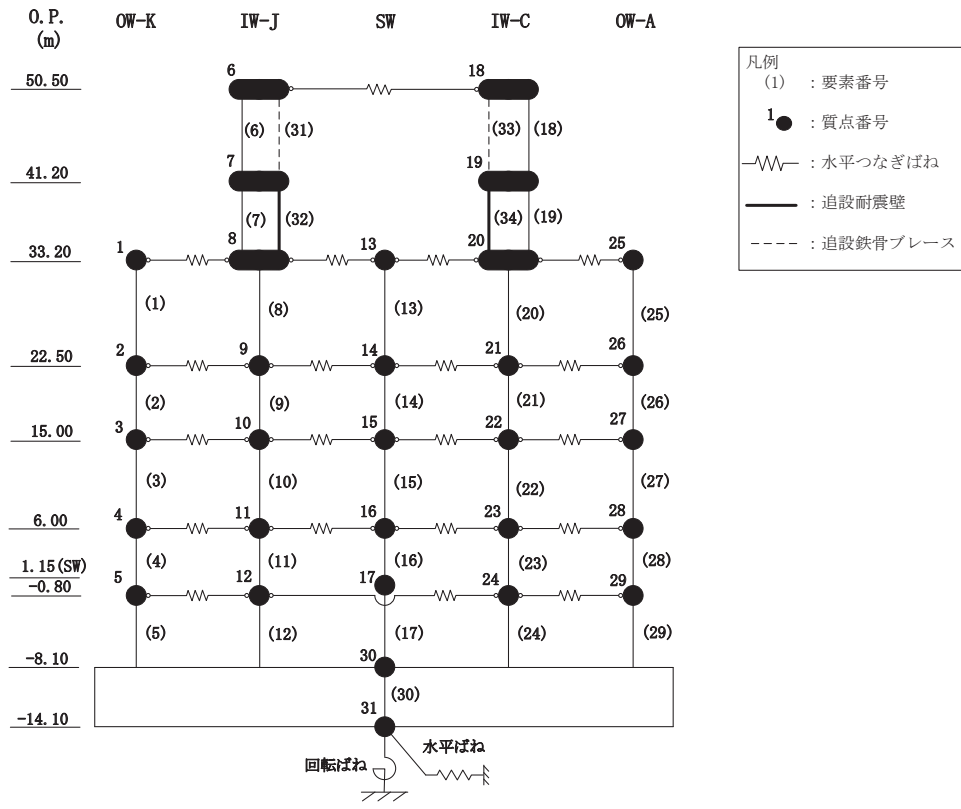 O.P. OW-K IW-J SW IW-C OW-A
(m)
50.50 6 18
(6) (31) (33) (18)
41.20 7 19
(7) (32) (34) (19)
33.20 1 8 13 20 25
(1) (8) (13) (20) (25)
22.50 2 9 14 21 26
(2) (9) (14) (21) (26)
15.00 3 10 15 22 27
(3) (10) (15) (22) (27)
6.00 4 11 16 23 28
(4) (11) (16) (23) (28)
1.15(SW) 17
-0.80 5 12 24 29
(5) (12) (17) (24) (29)
-8.10 30
(30)
-14.10 31
回転ばね 水平ばね
凡例
(1) : 要素番号
1 : 質点番号
: 水平つなぎばね
: 追設耐震壁
: 追設鉄骨ブレース